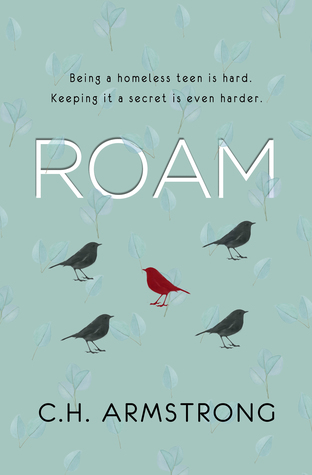 Being a homeless teen is hard.
Keeping it a secret is even harder.
ROAM
C.H. ARMSTRONG